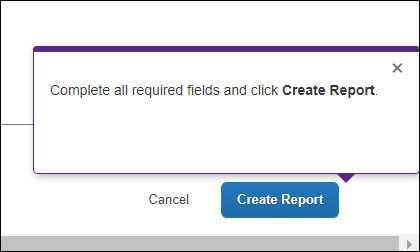 Complete all required fields and click Create Report.
Cancel
Create Report